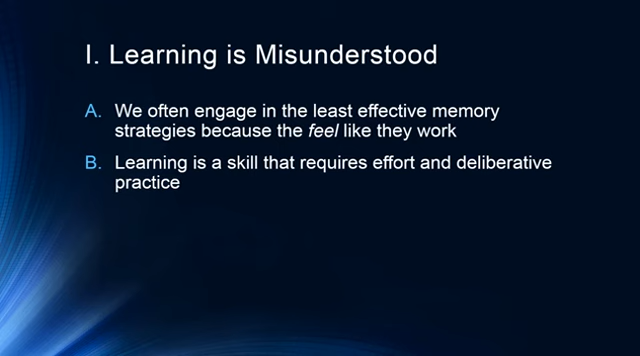 I. Learning is Misunderstood
A. We often engage in the least effective memory
strategies because the feel like they work
B. Learning is a skill that requires effort and deliberative
practice